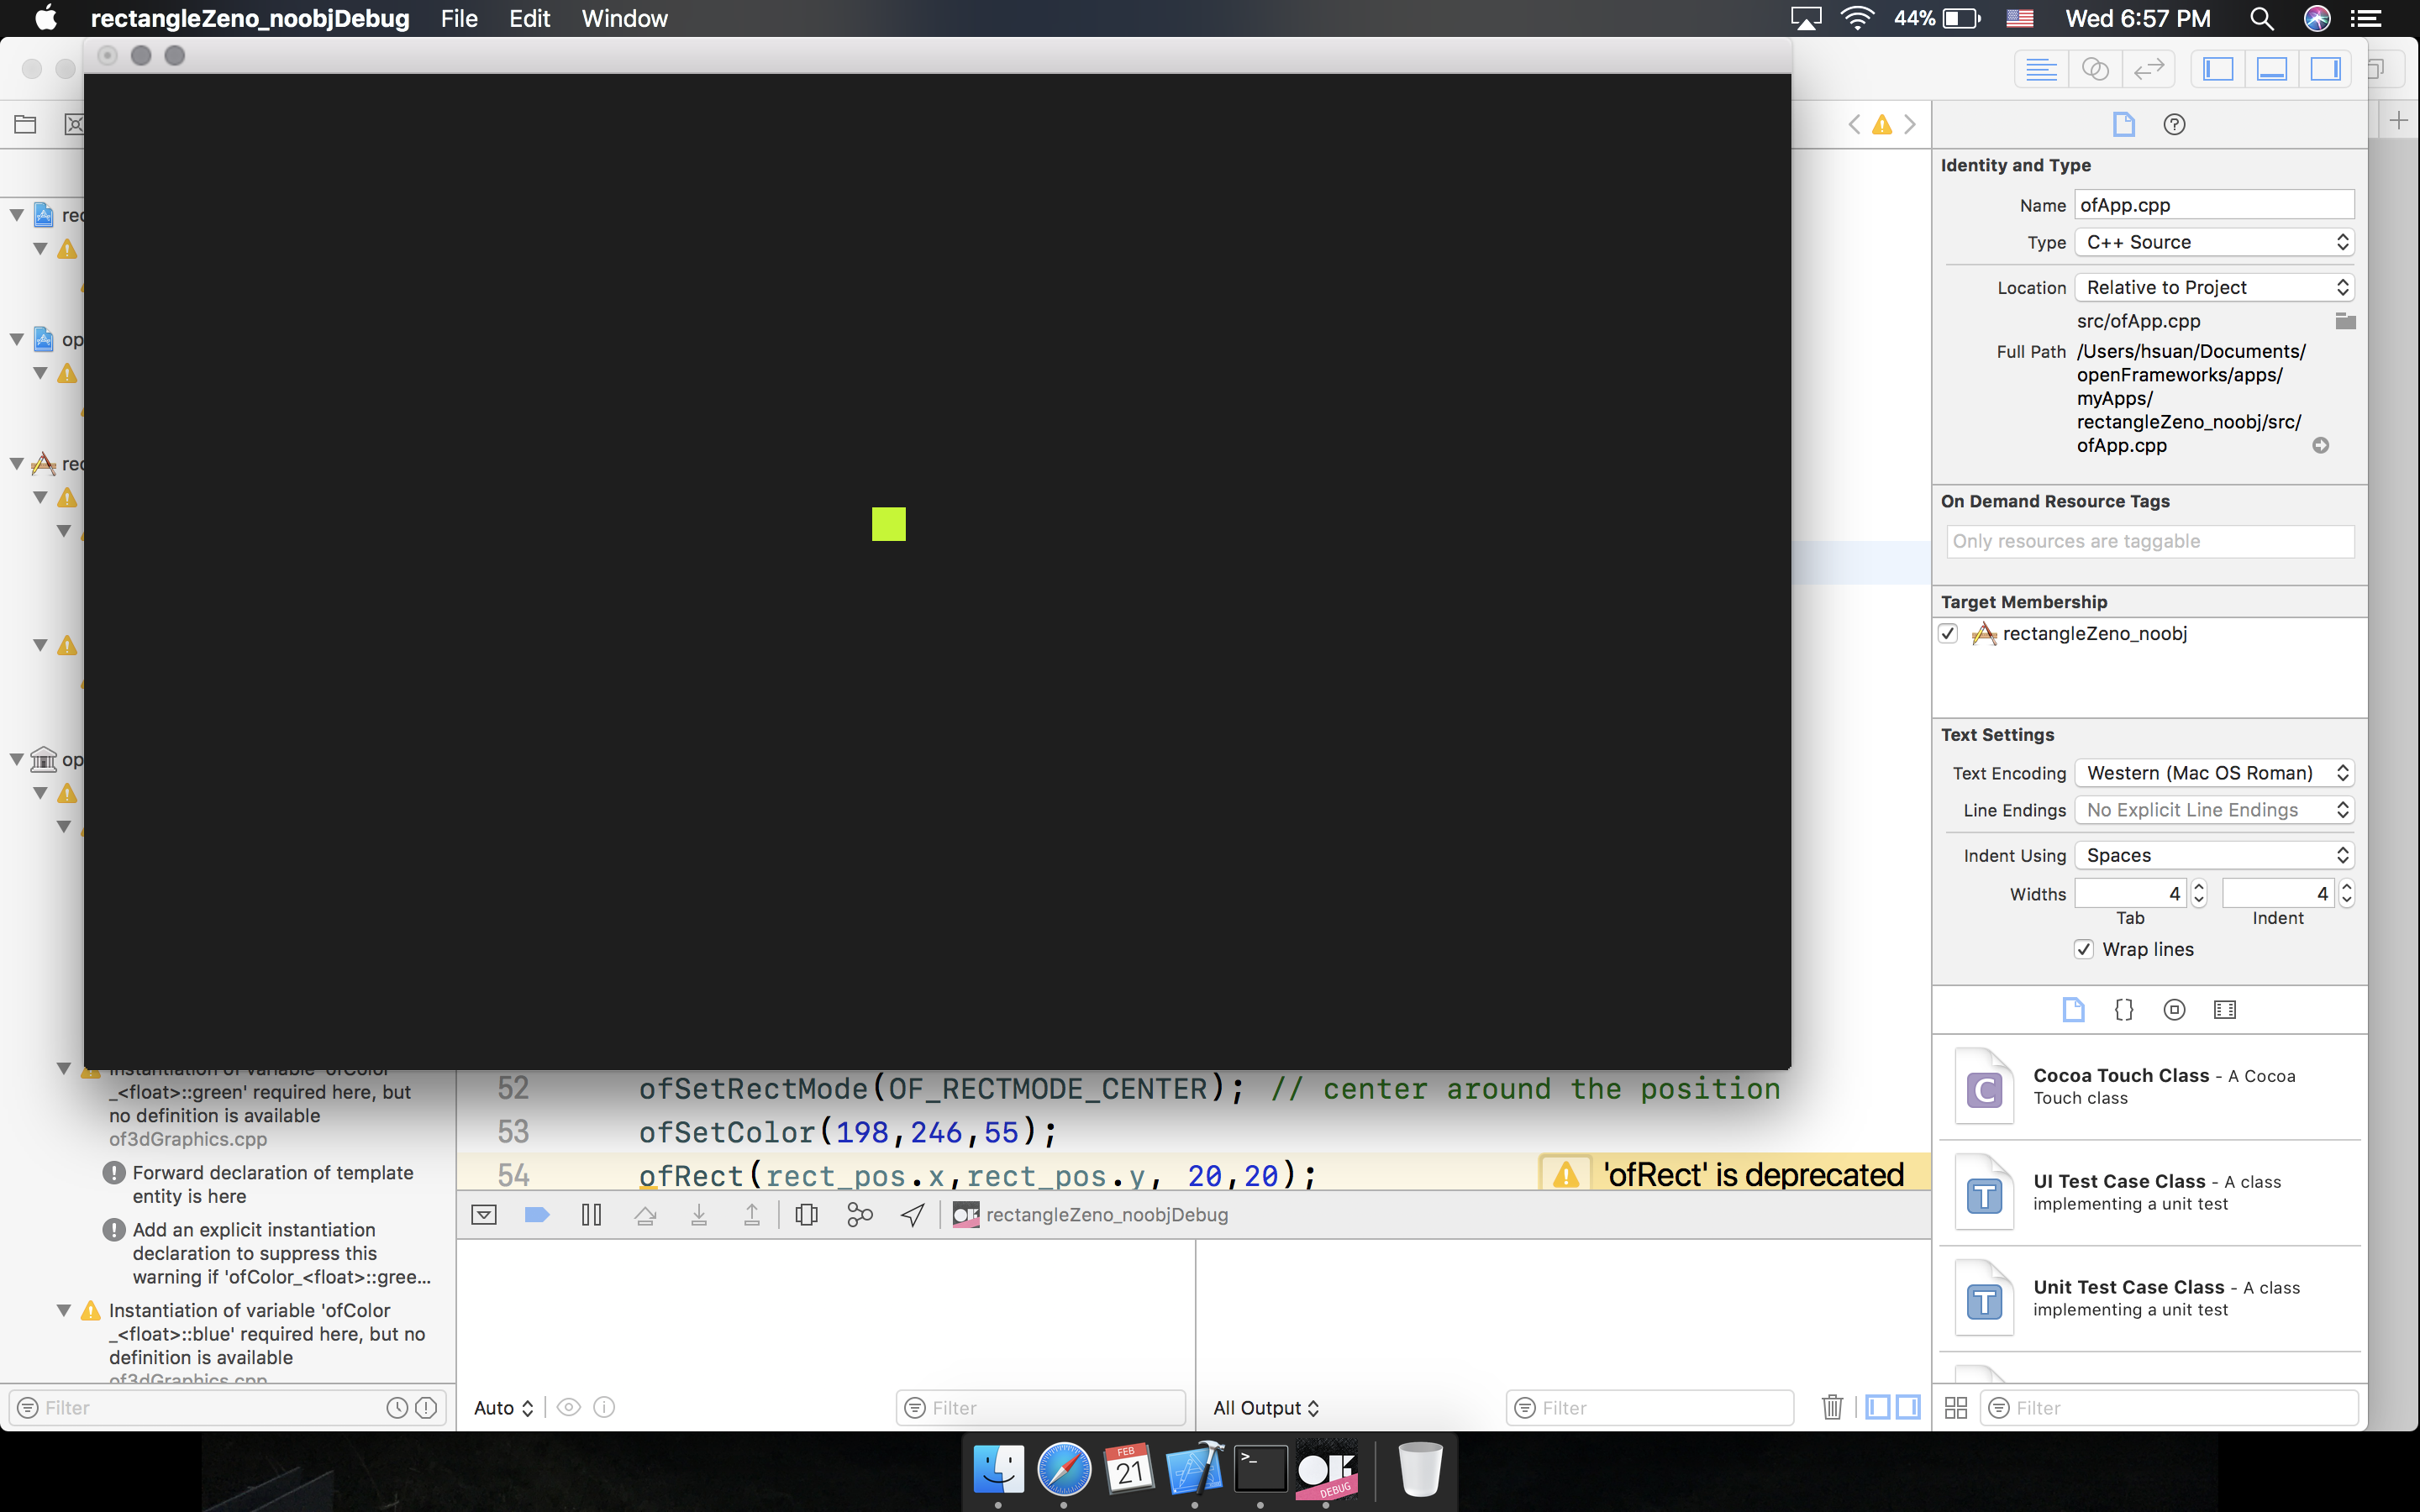 rectangleZeno_noobjDebug File Edit Window 44% Wed 6:57 PM
Identity and Type
Name ofApp.cpp
Type C++ Source
Location Relative to Project
src/ofApp.cpp
Full Path /Users/hsuan/Documents/
openFrameworks/apps/
myApps/
rectangleZeno_noobj/src/
ofApp.cpp
On Demand Resource Tags
Only resources are taggable
Target Membership
rectangleZeno_noobj
Text Settings
Text Encoding Western (Mac OS Roman)
Line Endings No Explicit Line Endings
Indent Using Spaces
Widths 4 4
Tab Indent
Wrap lines
Cocoa Touch Class - A Cocoa
Touch class
UI Test Case Class - A class
implementing a unit test
Unit Test Case Class - A class
implementing a unit test
Filter
rec
op
rec
op
Instantiation of variable 'ofColor
_<float>::green' required here, but
no definition is available
of3dGraphics.cpp
Forward declaration of template
entity is here
Add an explicit instantiation
declaration to suppress this
warning if 'ofColor_<float>::gree...
Instantiation of variable 'ofColor
_<float>::blue' required here, but no
definition is available
of3dGraphics.cpp
Filter
52 ofSetRectMode(OF_RECTMODE_CENTER); // center around the position
53 ofSetColor(198,246,55);
54 ofRect(rect_pos.x,rect_pos.y, 20,20); 'ofRect' is deprecated
rectangleZeno_noobjDebug
Auto Filter All Output Filter
FEB
21
>_
OF
DEBUG